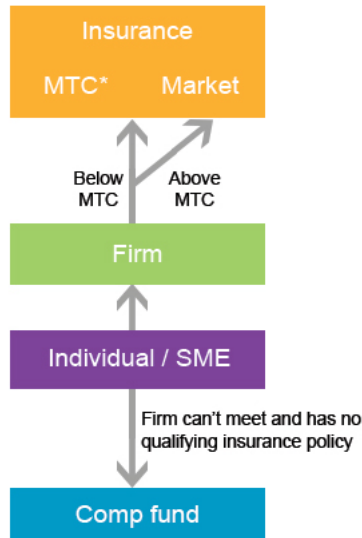 Insurance
MTC* Market
Below Above
MTC MTC
Firm
Individual / SME
Firm can't meet and has no
qualifying insurance policy
Comp fund